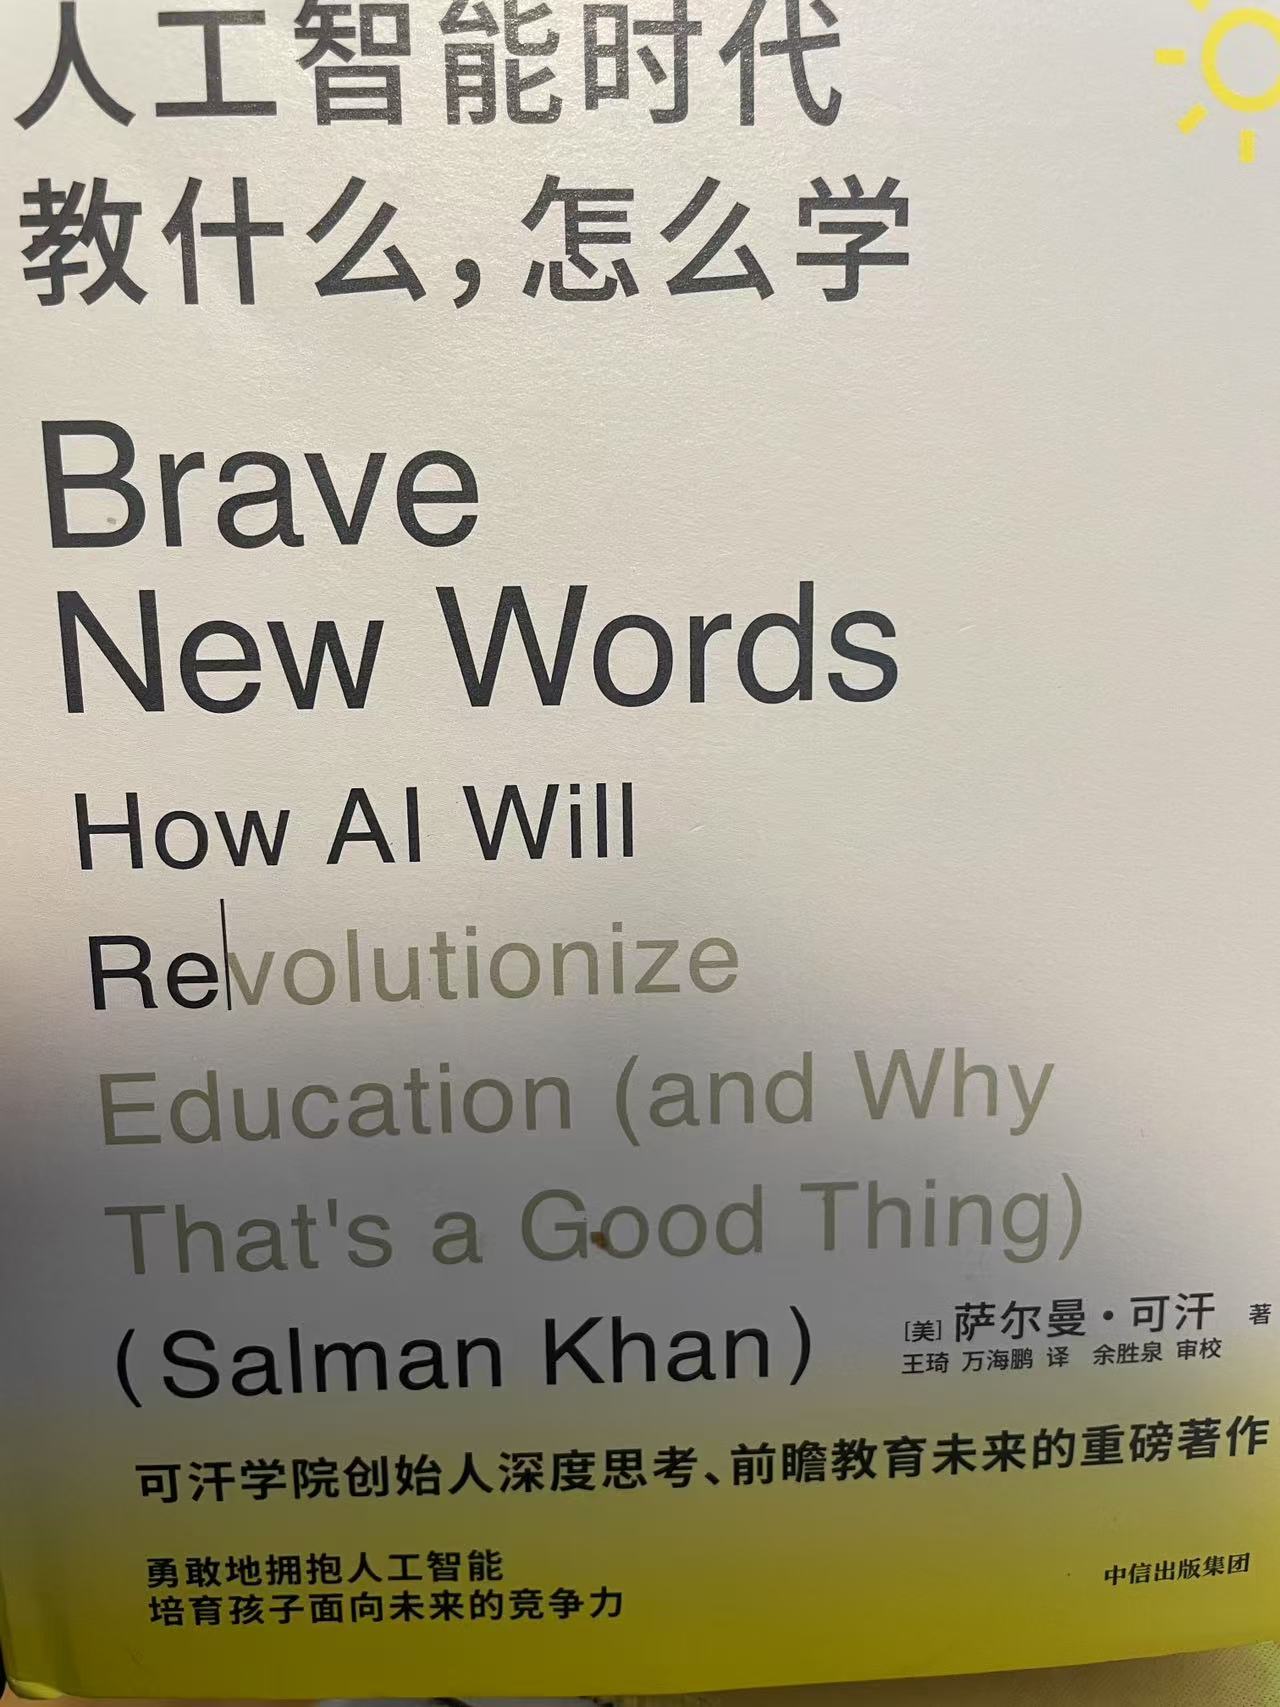 人工智能时代
教什么，怎么学
Brave
New Words
How AI Will
Revolutionize
Education (and Why
That's a Good Thing)
(Salman Khan)
[美] 萨尔曼·可汗 著
王琦 万海鹏 译 余胜泉 审校
可汗学院创始人深度思考、前瞻教育未来的重磅著作
勇敢地拥抱人工智能
培育孩子面向未来的竞争力
中信出版集团